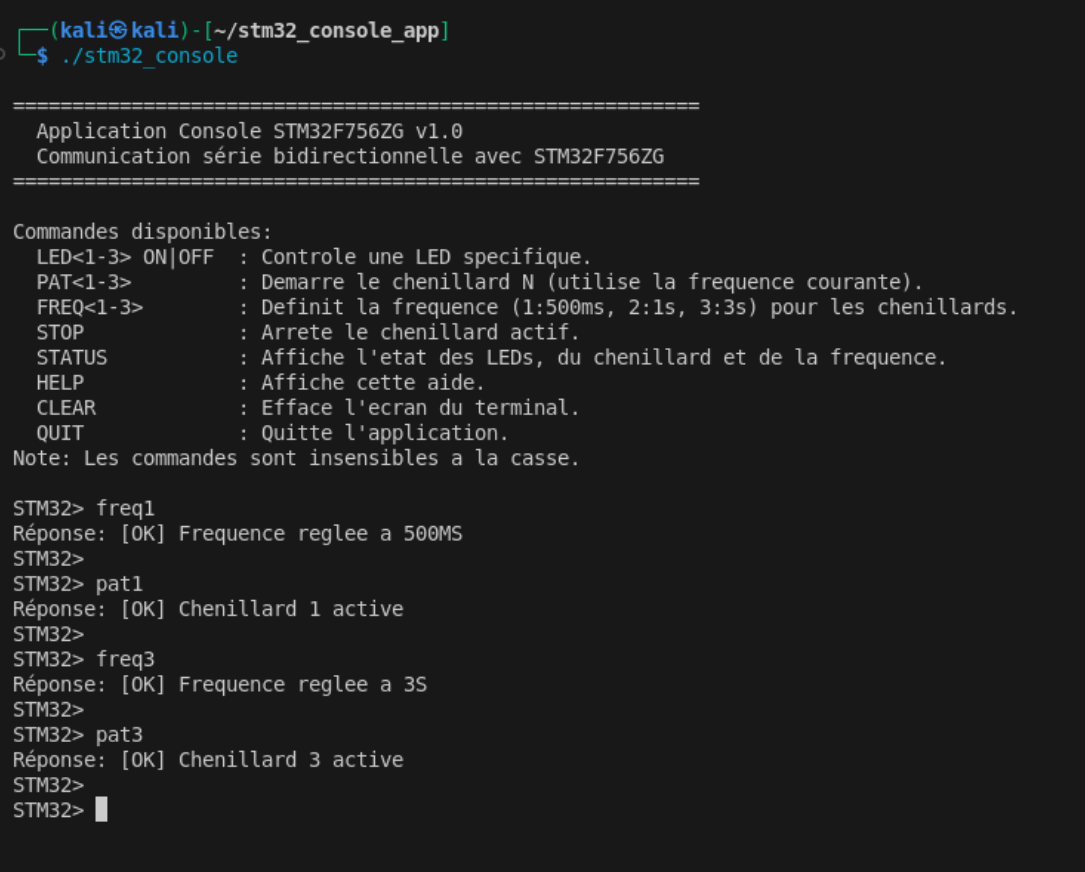 ┌──(kali㉿kali)-[~/stm32_console_app]
└─$ ./stm32_console
==========================================================
  Application Console STM32F756ZG v1.0
  Communication série bidirectionnelle avec STM32F756ZG
==========================================================
Commandes disponibles:
  LED<1-3> ON|OFF  : Controle une LED specifique.
  PAT<1-3>         : Demarre le chenillard N (utilise la frequence courante).
  FREQ<1-3>        : Definit la frequence (1:500ms, 2:1s, 3:3s) pour les chenillards.
  STOP             : Arrete le chenillard actif.
  STATUS           : Affiche l'etat des LEDs, du chenillard et de la frequence.
  HELP             : Affiche cette aide.
  CLEAR            : Efface l'ecran du terminal.
  QUIT             : Quitte l'application.
Note: Les commandes sont insensibles a la casse.
STM32> freq1
Réponse: [OK] Frequence reglee a 500MS
STM32>
STM32> pat1
Réponse: [OK] Chenillard 1 active
STM32>
STM32> freq3
Réponse: [OK] Frequence reglee a 3S
STM32>
STM32> pat3
Réponse: [OK] Chenillard 3 active
STM32>
STM32>